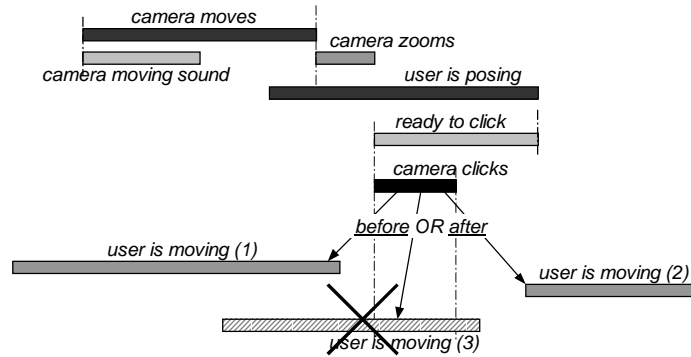 camera moves
camera zooms
camera moving sound
user is posing
ready to click
camera clicks
before OR after
user is moving (1)
user is moving (2)
user is moving (3)